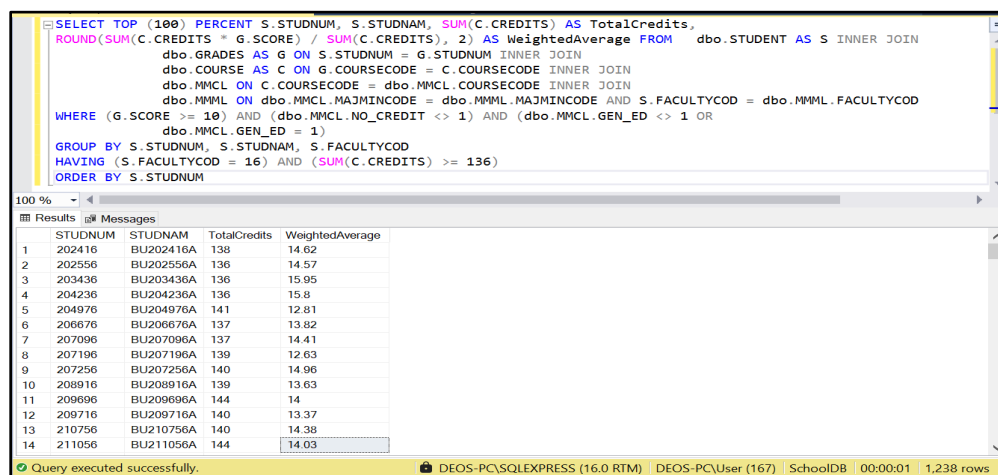 SELECT TOP (100) PERCENT S.STUDNUM, S.STUDNAM, SUM(C.CREDITS) AS TotalCredits,
ROUND(SUM(C.CREDITS * G.SCORE) / SUM(C.CREDITS), 2) AS WeightedAverage FROM dbo.STUDENT AS S INNER JOIN
dbo.GRADES AS G ON S.STUDNUM = G.STUDNUM INNER JOIN
dbo.COURSE AS C ON G.COURSECODE = C.COURSECODE INNER JOIN
dbo.MMCL ON C.COURSECODE = dbo.MMCL.COURSECODE INNER JOIN
dbo.MMML ON dbo.MMCL.MAJMINCODE = dbo.MMML.MAJMINCODE AND S.FACULTYCOD = dbo.MMML.FACULTYCOD
WHERE (G.SCORE >= 10) AND (dbo.MMCL.NO_CREDIT <> 1) AND (dbo.MMCL.GEN_ED <> 1 OR
dbo.MMCL.GEN_ED = 1)
GROUP BY S.STUDNUM, S.STUDNAM, S.FACULTYCOD
HAVING (S.FACULTYCOD = 16) AND (SUM(C.CREDITS) >= 136)
ORDER BY S.STUDNUM
100 %
Results Messages
STUDNUM STUDNAM TotalCredits WeightedAverage
1 202416 BU202416A 138 14.62
2 202556 BU202556A 136 14.57
3 203436 BU203436A 136 15.95
4 204236 BU204236A 136 15.8
5 204976 BU204976A 141 12.81
6 206676 BU206676A 137 13.82
7 207096 BU207096A 137 14.41
8 207196 BU207196A 139 12.63
9 207256 BU207256A 140 14.96
10 208916 BU208916A 139 13.63
11 209696 BU209696A 144 14
12 209716 BU209716A 140 13.37
13 210756 BU210756A 140 14.38
14 211056 BU211056A 144 14.03
Query executed successfully. DEOS-PC\SQLEXPRESS (16.0 RTM) DEOS-PC\User (167) SchoolDB 00:00:01 1,238 rows